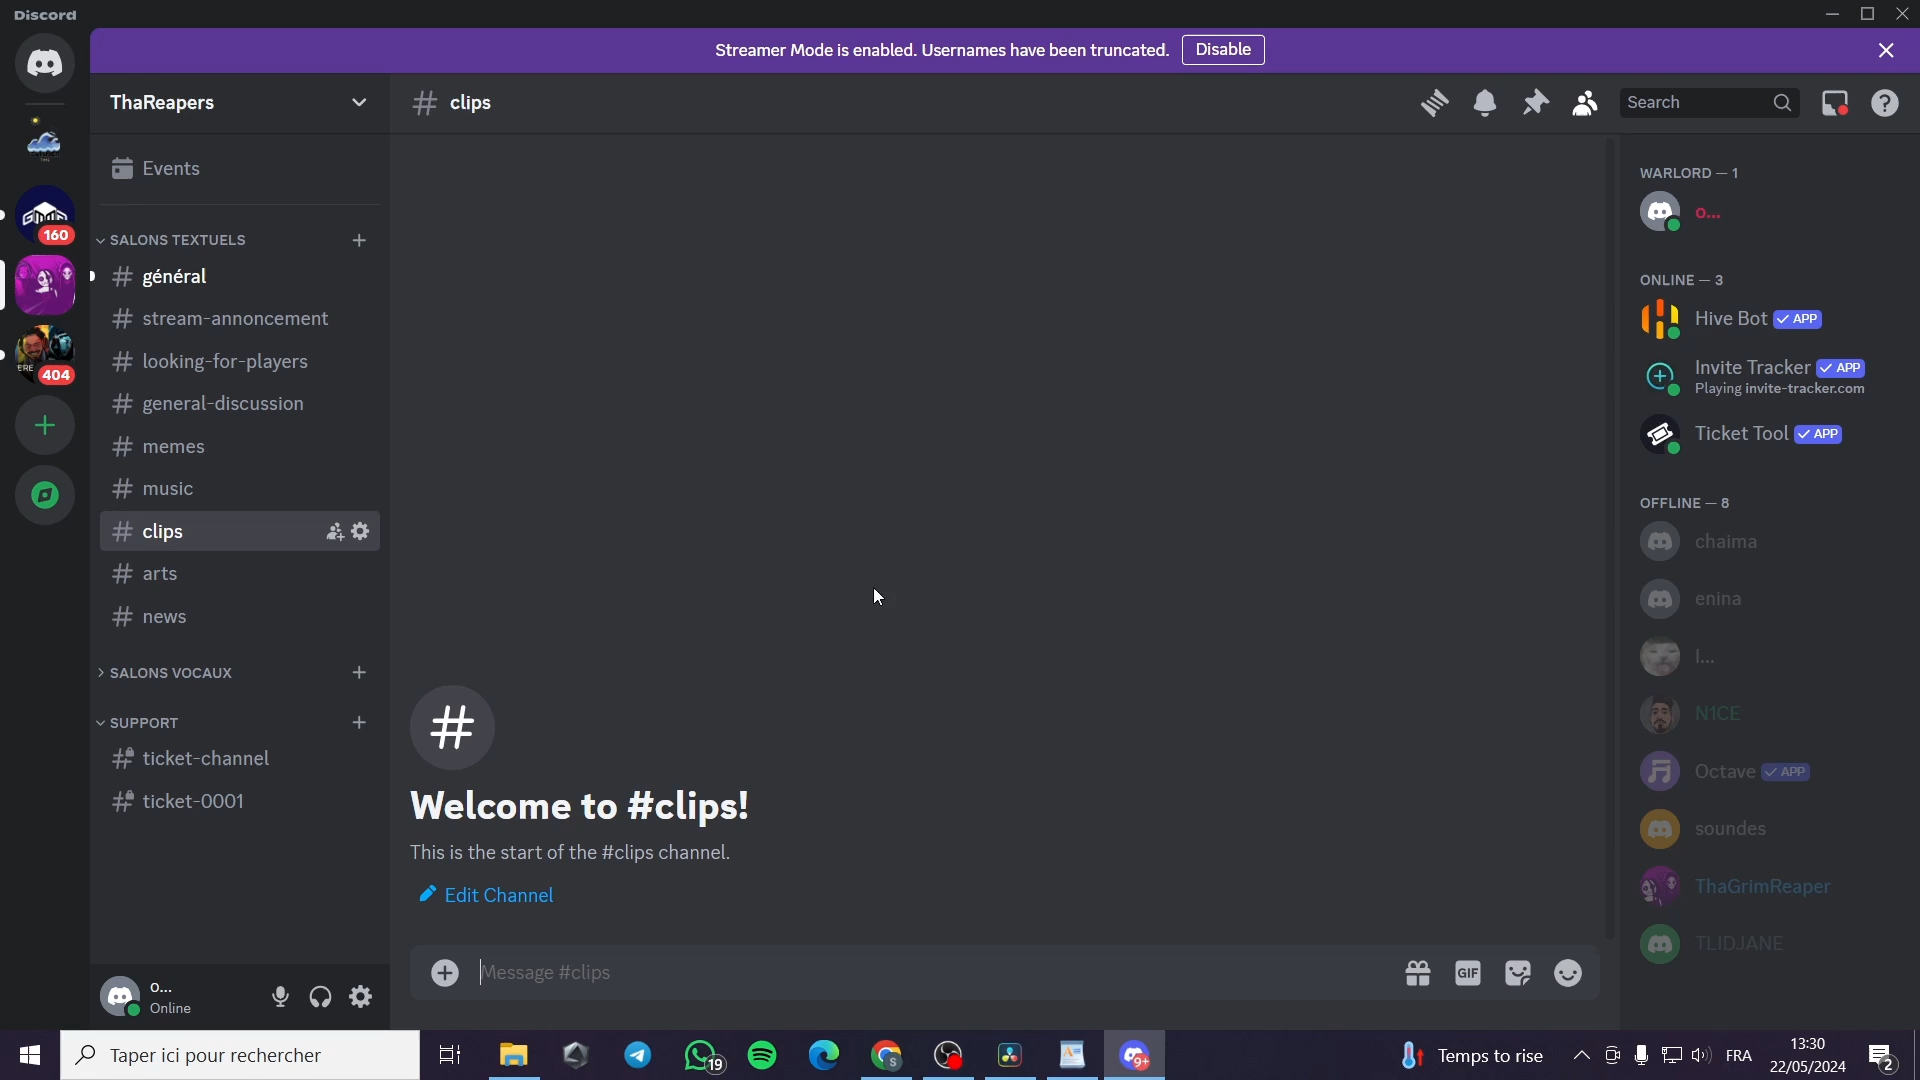 Discord
Streamer Mode is enabled. Usernames have been truncated. Disable
ThaReapers
clips
Search
Events
160
SALONS TEXTUELS
général
stream-annoncement
looking-for-players
ERE 404
general-discussion
memes
music
clips
arts
news
SALONS VOCAUX
SUPPORT
ticket-channel
ticket-0001
o...
Online
Welcome to #clips!
This is the start of the #clips channel.
Edit Channel
Message #clips
GIF
WARLORD — 1
o...
ONLINE — 3
Hive Bot APP
Invite Tracker APP
Playing invite-tracker.com
Ticket Tool APP
OFFLINE — 8
chaima
enina
l...
N1CE
Octave APP
soundes
ThaGrimReaper
TLIDJANE
Taper ici pour rechercher
19
S
9+
Temps to rise
FRA
13:30
22/05/2024
2